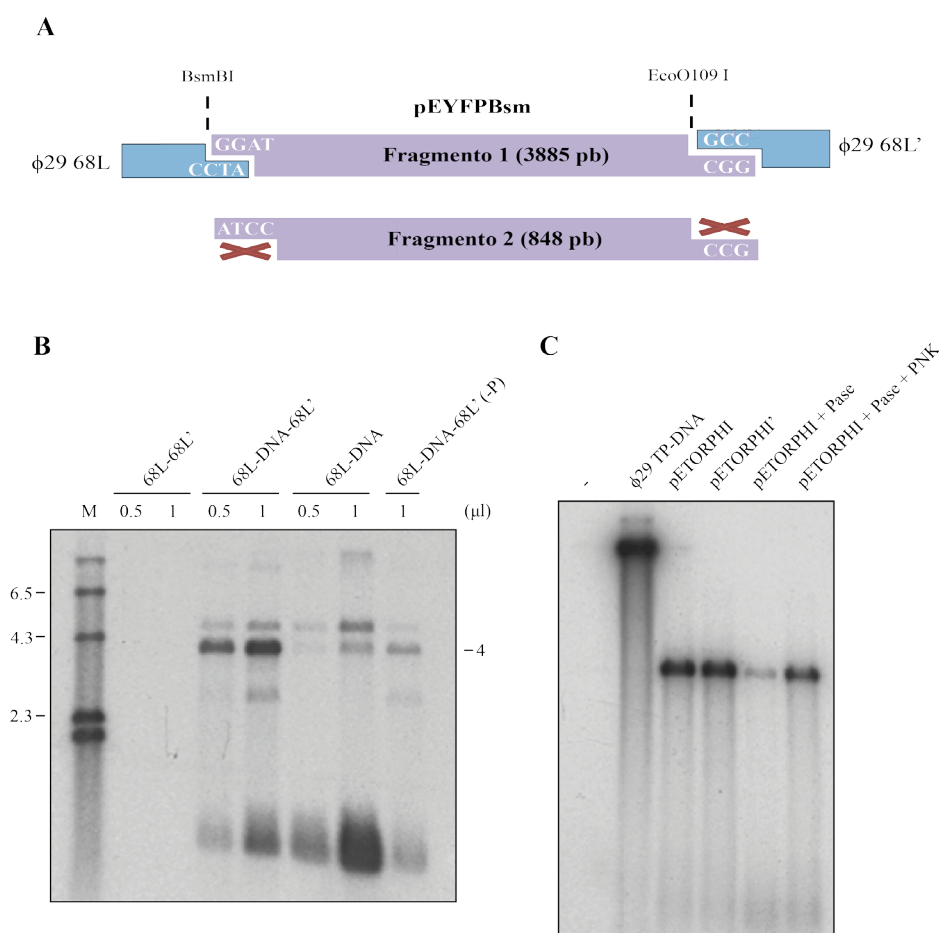 A
BsmBI
EcoO109 I
pEYFPBsm
GGAT
GCC
ϕ29 68L
Fragmento 1 (3885 pb)
ϕ29 68L’
CCTA
CGG
ATCC
Fragmento 2 (848 pb)
CCG
B
68L-68L’
68L-DNA-68L’
68L-DNA
68L-DNA-68L’ (-P)
M
0.5
1
0.5
1
0.5
1
1
(µl)
6.5
4.3
2.3
4
C
-
ϕ29 TP-DNA
pETORPHI
pETORPHI’
pETORPHI + Pase
pETORPHI + Pase + PNK